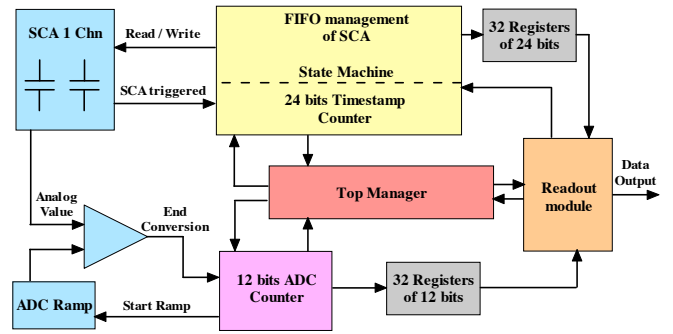 SCA 1 Chn
Read / Write
SCA triggered
FIFO management
of SCA
State Machine
24 bits Timestamp
Counter
32 Registers
of 24 bits
Top Manager
Readout
module
Data
Output
Analog
Value
End
Conversion
ADC Ramp
Start Ramp
12 bits ADC
Counter
32 Registers
of 12 bits